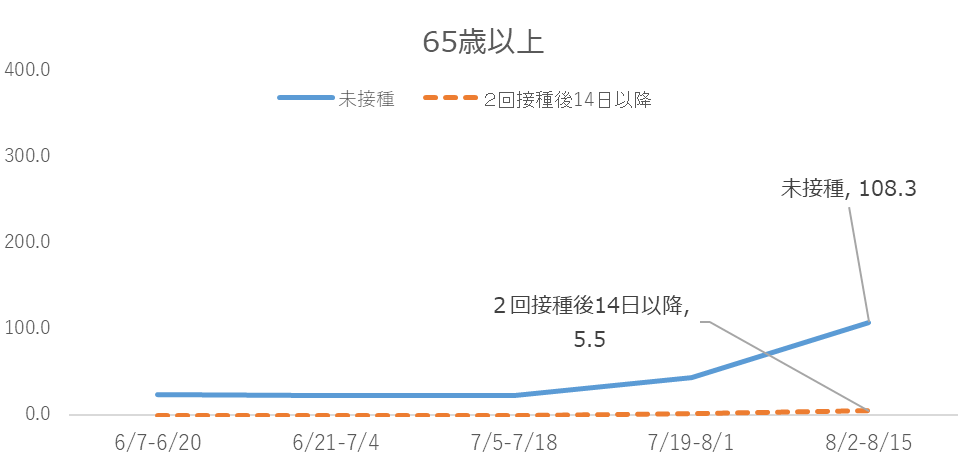 65歳以上
400.0
未接種
２回接種後14日以降
300.0
未接種, 108.3
200.0
２回接種後14日以降,
5.5
100.0
0.0
6/7-6/20
6/21-7/4
7/5-7/18
7/19-8/1
8/2-8/15